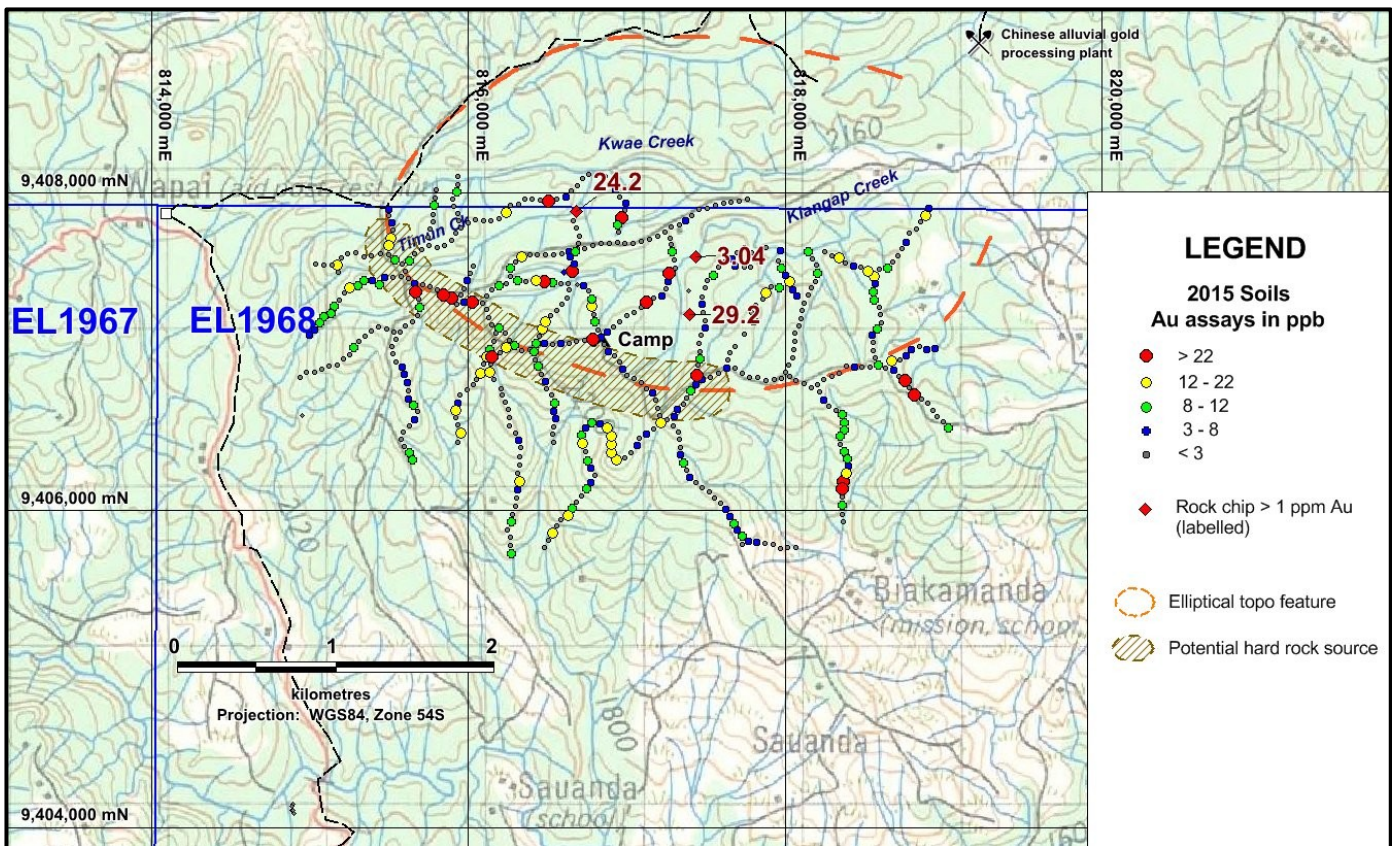 Chinese alluvial gold
processing plant
814,000 mE
816,000 mE
818,000 mE
820,000 mE
2160
Kwae Creek
9,408,000 mN
Wapai
24.2
Klangap Creek
Timun Ck
3.04
EL1967
EL1968
29.2
Camp
LEGEND
2015 Soils
Au assays in ppb
> 22
12 - 22
8 - 12
3 - 8
< 3
9,406,000 mN
Rock chip > 1 ppm Au
(labelled)
Biakamanda
(mission, school,
Elliptical topo feature
Potential hard rock source
0 1 2
kilometres
Projection: WGS84, Zone 54S
1800
Sauanda
Sauanda
(school)
9,404,000 mN